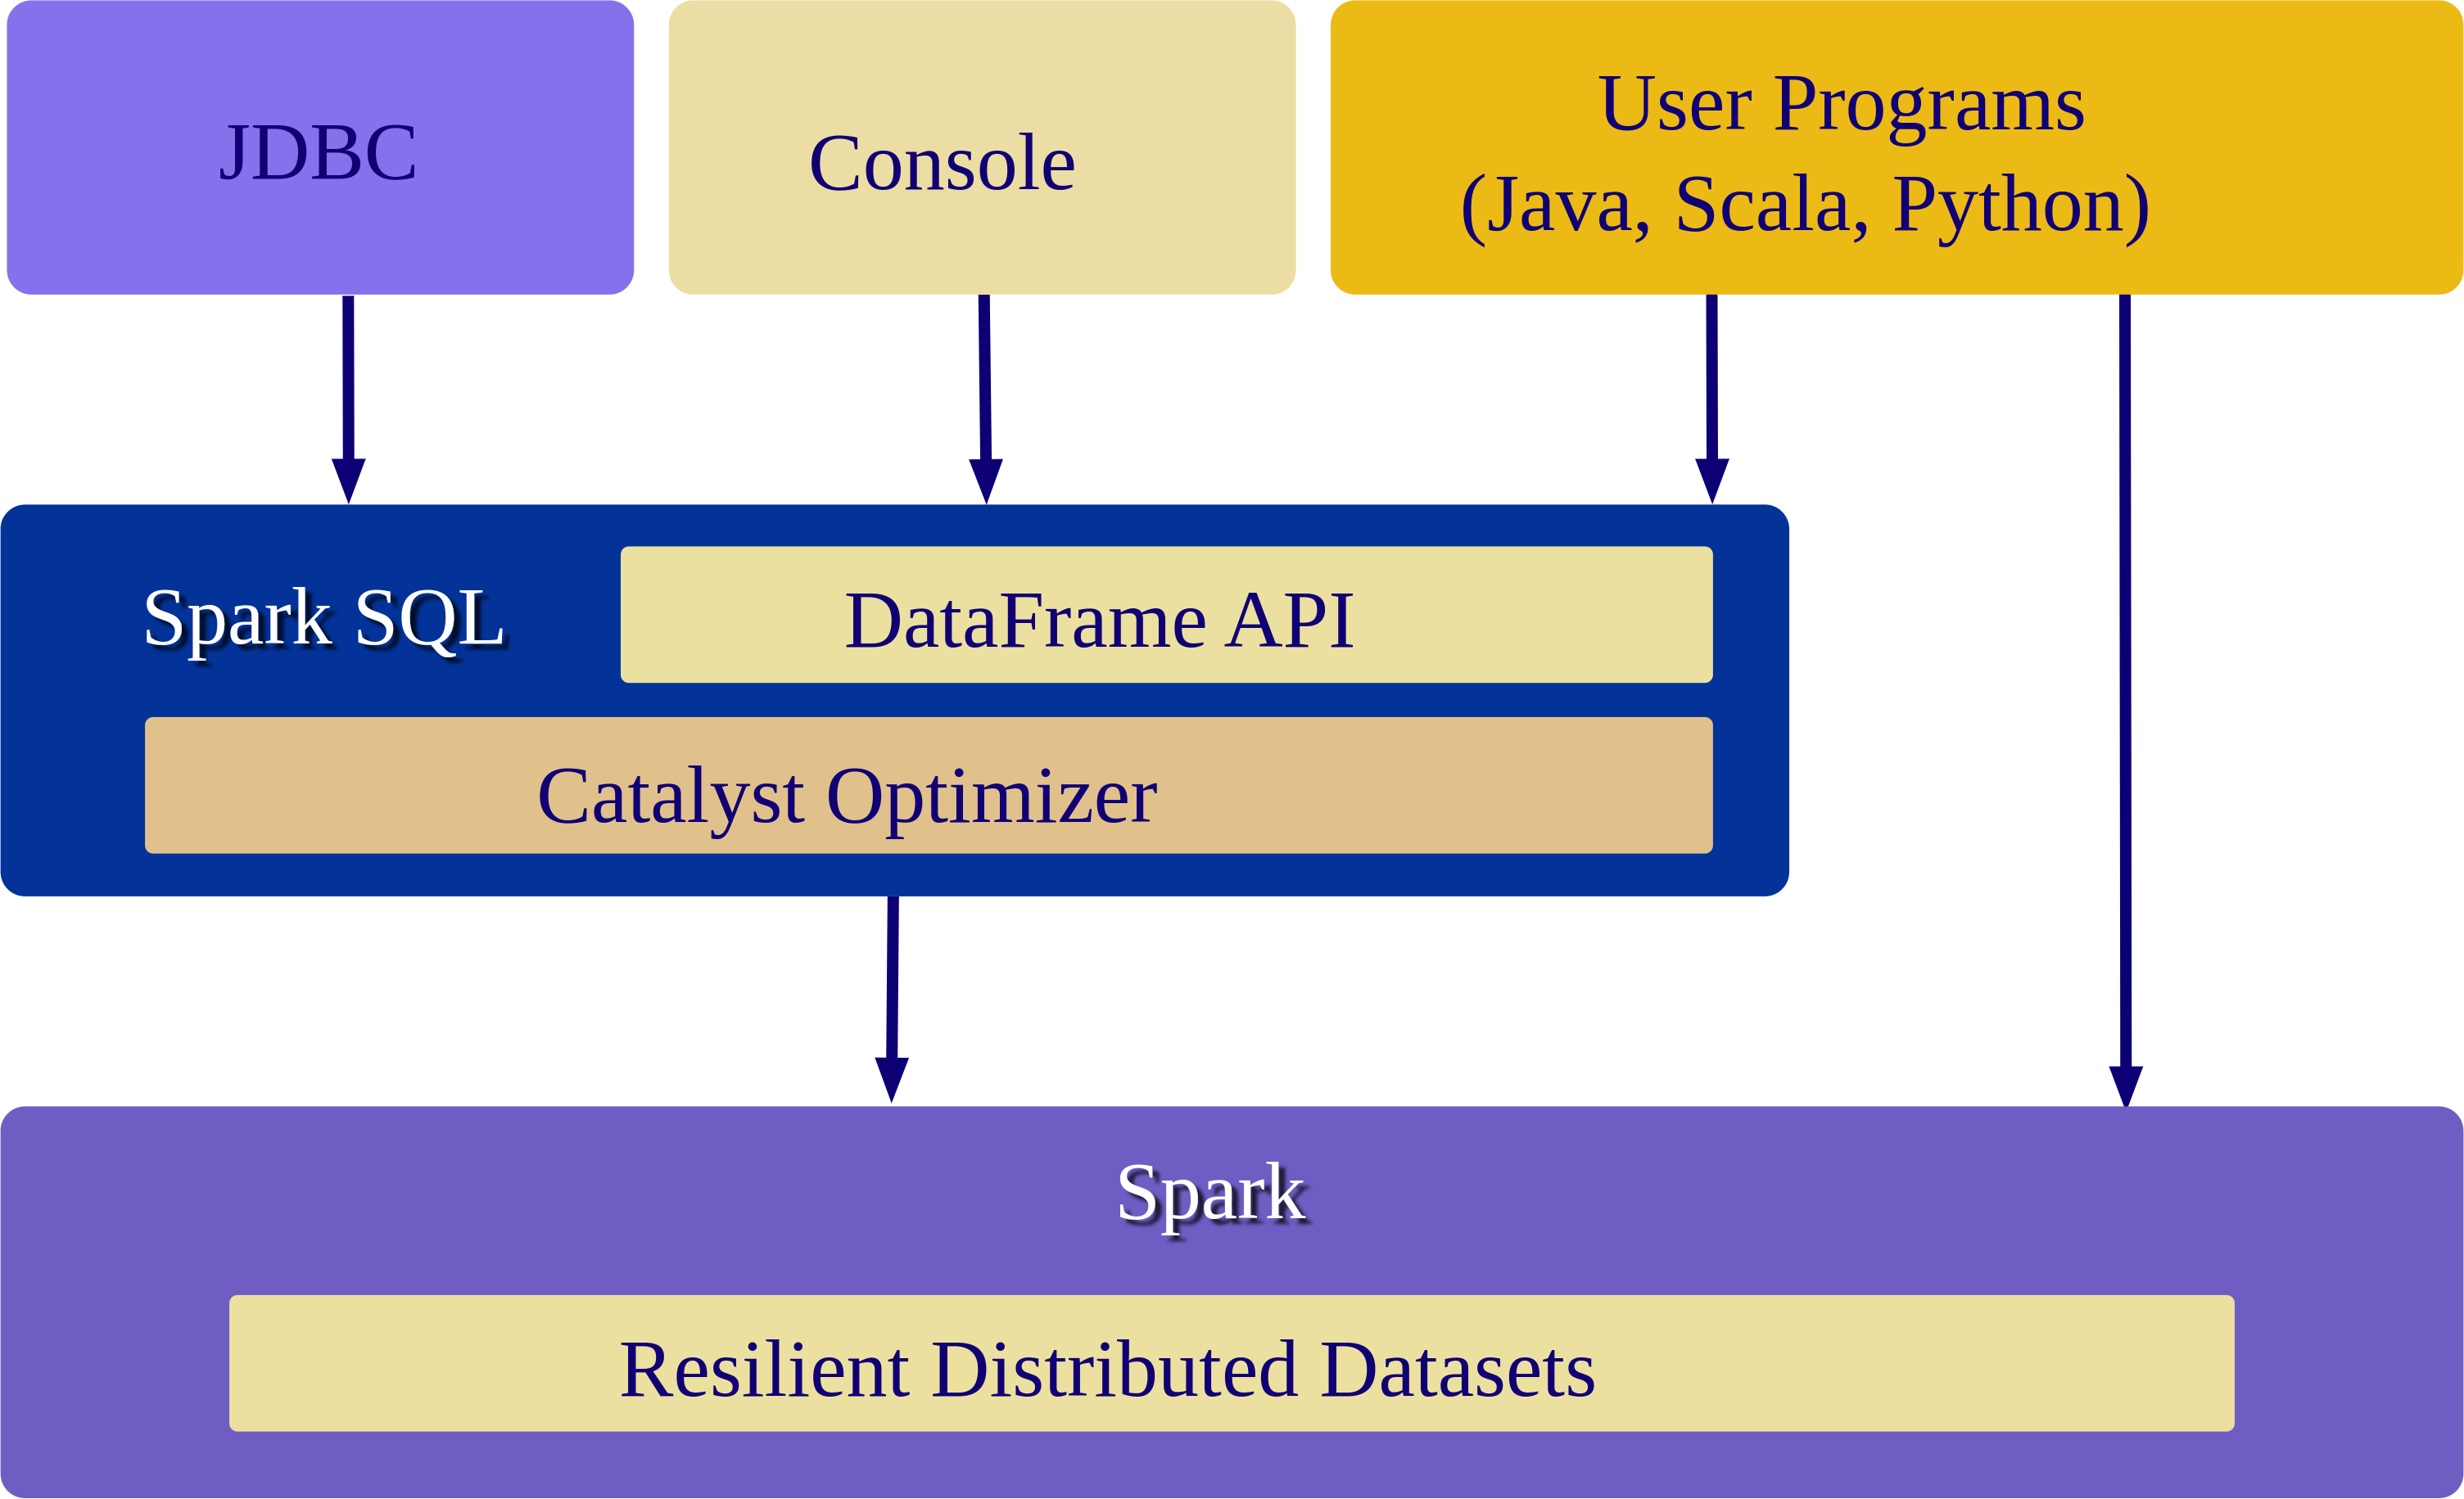 JDBC
Console
User Programs
(Java, Scala, Python)
Spark SQL
DataFrame API
Catalyst Optimizer
Spark
Resilient Distributed Datasets